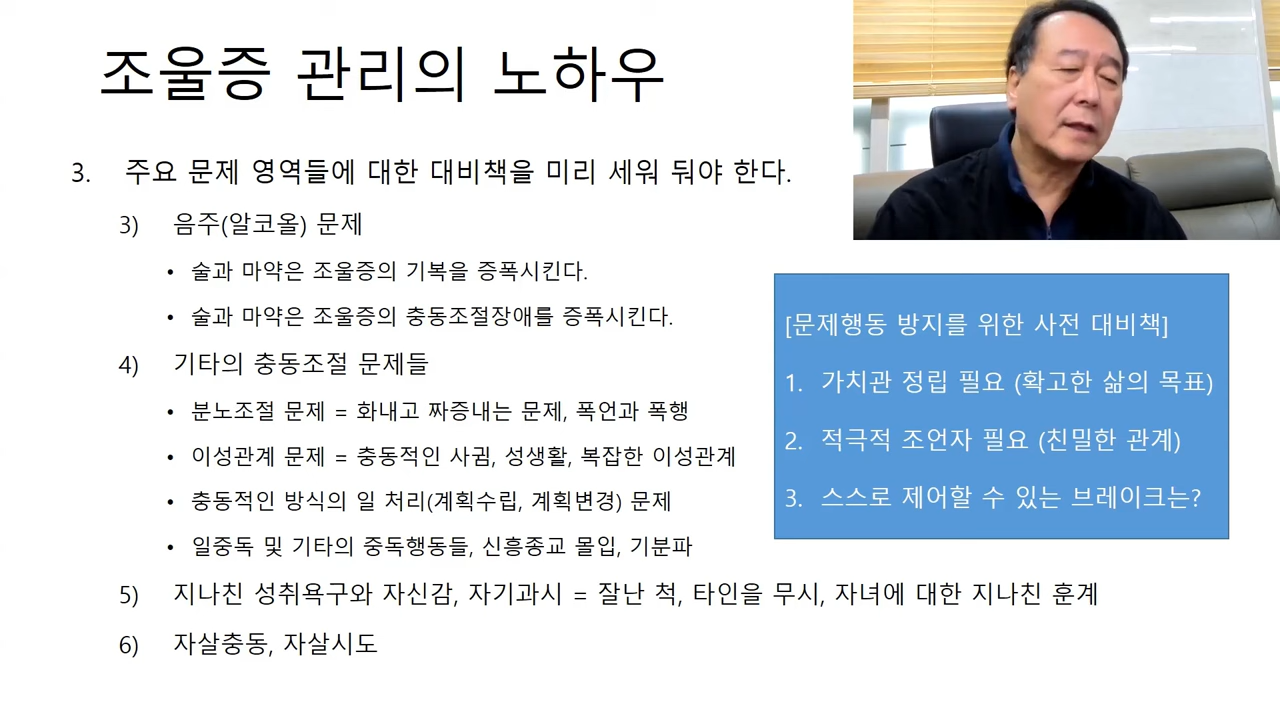 조울증 관리의 노하우
3. 주요 문제 영역들에 대한 대비책을 미리 세워 둬야 한다.
3) 음주(알코올) 문제
• 술과 마약은 조울증의 기복을 증폭시킨다.
• 술과 마약은 조울증의 충동조절장애를 증폭시킨다.
4) 기타의 충동조절 문제들
• 분노조절 문제 = 화내고 짜증내는 문제, 폭언과 폭행
• 이성관계 문제 = 충동적인 사귐, 성생활, 복잡한 이성관계
• 충동적인 방식의 일 처리(계획수립, 계획변경) 문제
• 일중독 및 기타의 중독행동들, 신흥종교 몰입, 기분파
5) 지나친 성취욕구와 자신감, 자기과시 = 잘난 척, 타인을 무시, 자녀에 대한 지나친 훈계
6) 자살충동, 자살시도
[문제행동 방지를 위한 사전 대비책]
1. 가치관 정립 필요 (확고한 삶의 목표)
2. 적극적 조언자 필요 (친밀한 관계)
3. 스스로 제어할 수 있는 브레이크는?